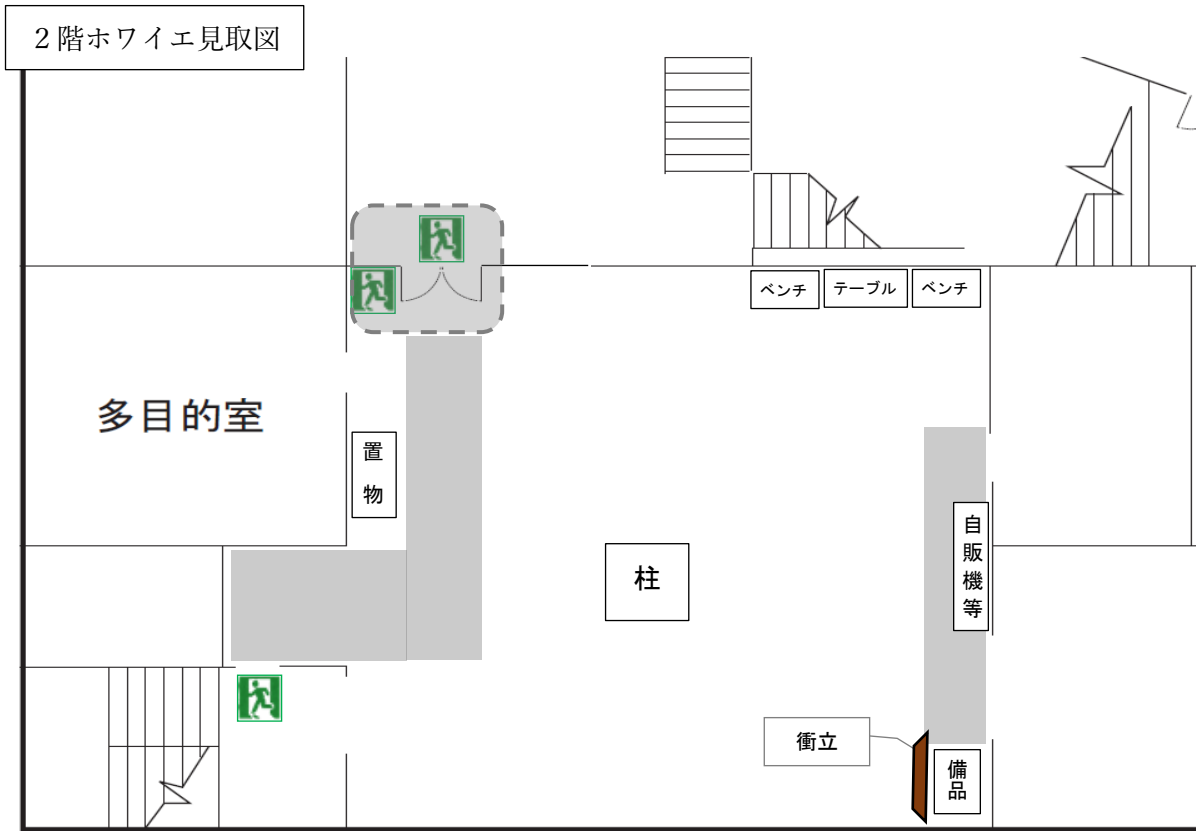 ２階ホワイエ見取図
ベンチ
テーブル
ベンチ
多目的室
置物
自販機等
柱
衝立
備品